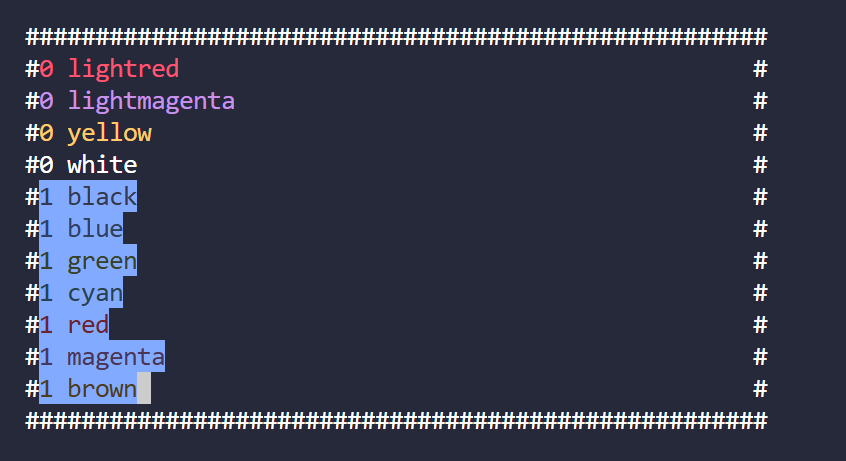 #####################################################
#0 lightred                                         #
#0 lightmagenta                                     #
#0 yellow                                           #
#0 white                                            #
#1 black                                            #
#1 blue                                             #
#1 green                                            #
#1 cyan                                             #
#1 red                                              #
#1 magenta                                          #
#1 brown                                            #
#####################################################